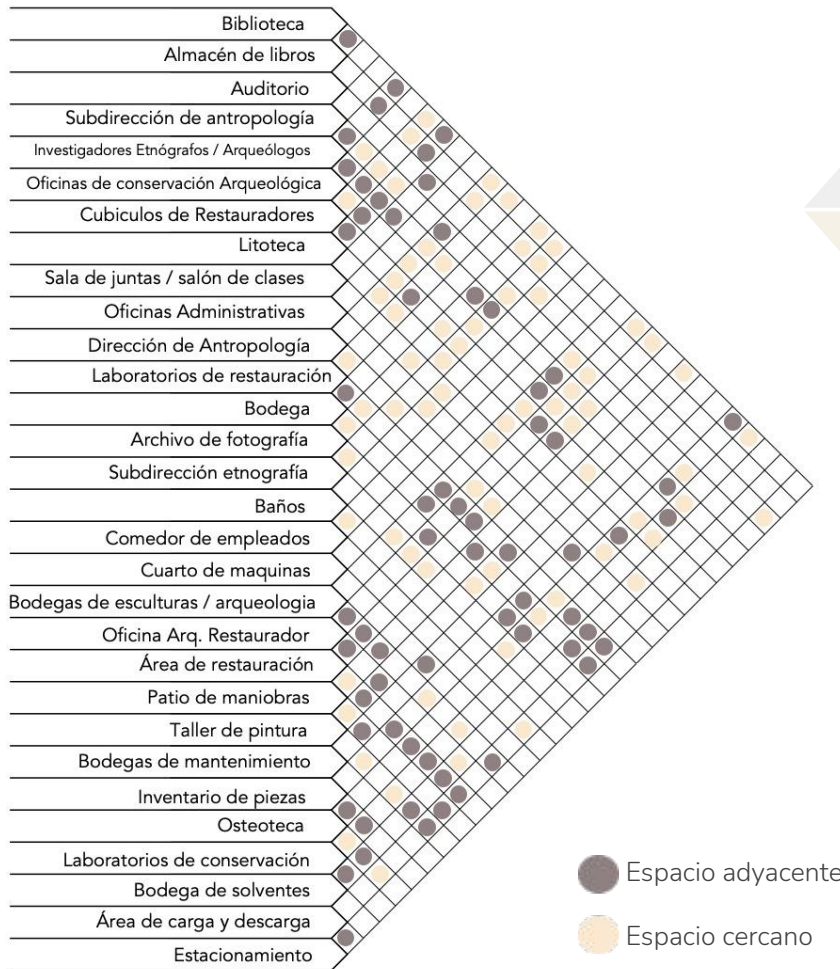 Biblioteca
Almacén de libros
Auditorio
Subdirección de antropología
Investigadores Etnógrafos / Arqueólogos
Oficinas de conservación Arqueológica
Cubiculos de Restauradores
Litoteca
Sala de juntas / salón de clases
Oficinas Administrativas
Dirección de Antropología
Laboratorios de restauración
Bodega
Archivo de fotografía
Subdirección etnografía
Baños
Comedor de empleados
Cuarto de maquinas
Bodegas de esculturas / arqueologia
Oficina Arq. Restaurador
Área de restauración
Patio de maniobras
Taller de pintura
Bodegas de mantenimiento
Inventario de piezas
Osteoteca
Laboratorios de conservación
Bodega de solventes
Área de carga y descarga
Estacionamiento
Espacio adyacente
Espacio cercano